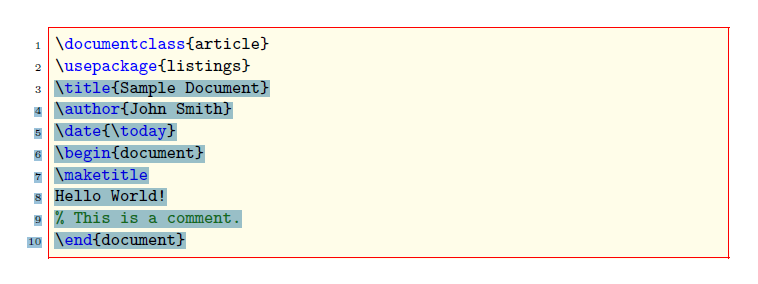 1 \documentclass{article}
2 \usepackage{listings}
3 \title{Sample Document}
4 \author{John Smith}
5 \date{\today}
6 \begin{document}
7 \maketitle
8 Hello World!
9 % This is a comment.
10 \end{document}